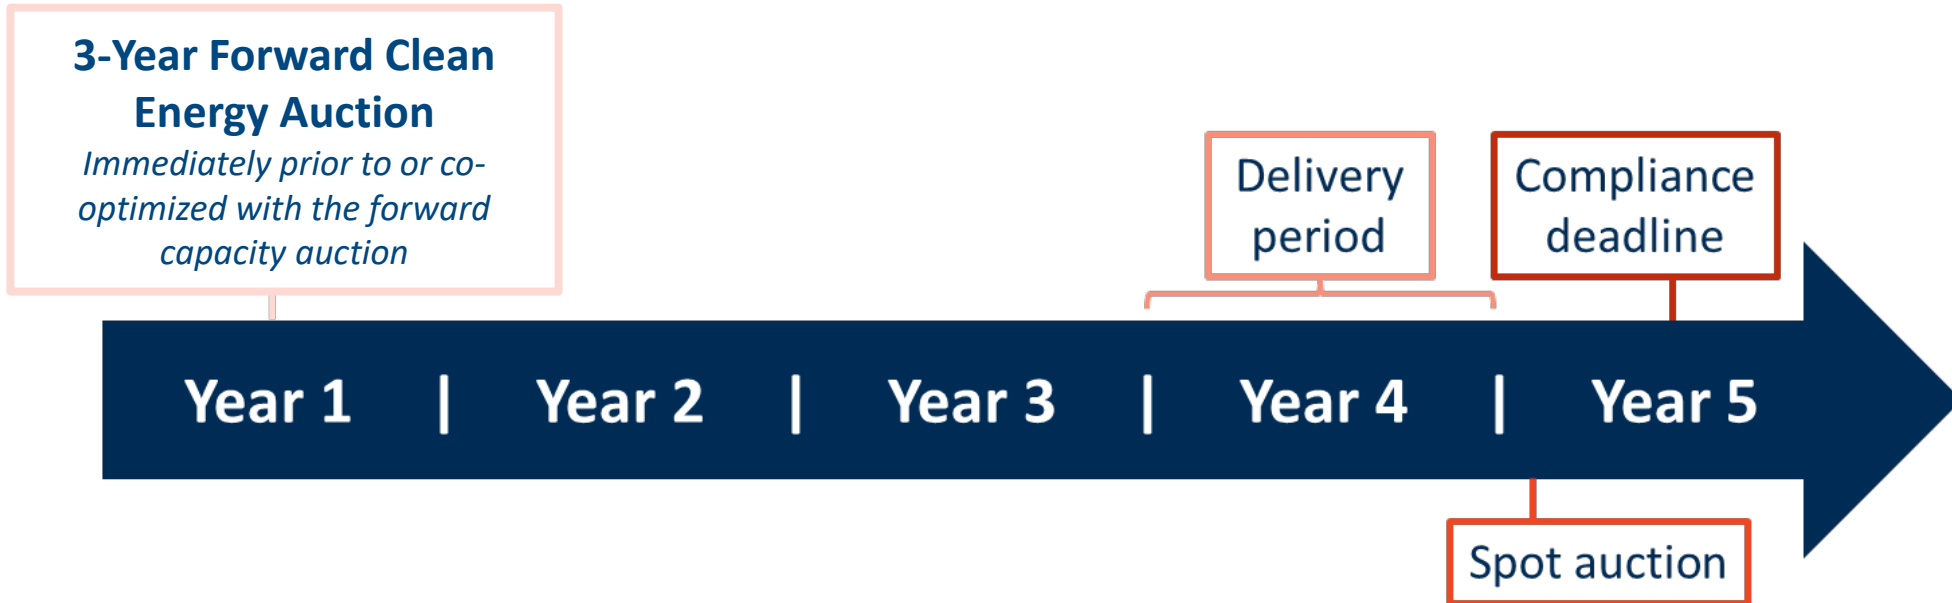 3-Year Forward Clean
Energy Auction
Immediately prior to or co-
optimized with the forward
capacity auction
Delivery
period
Compliance
deadline
Year 1 | Year 2 | Year 3 | Year 4 | Year 5
Spot auction